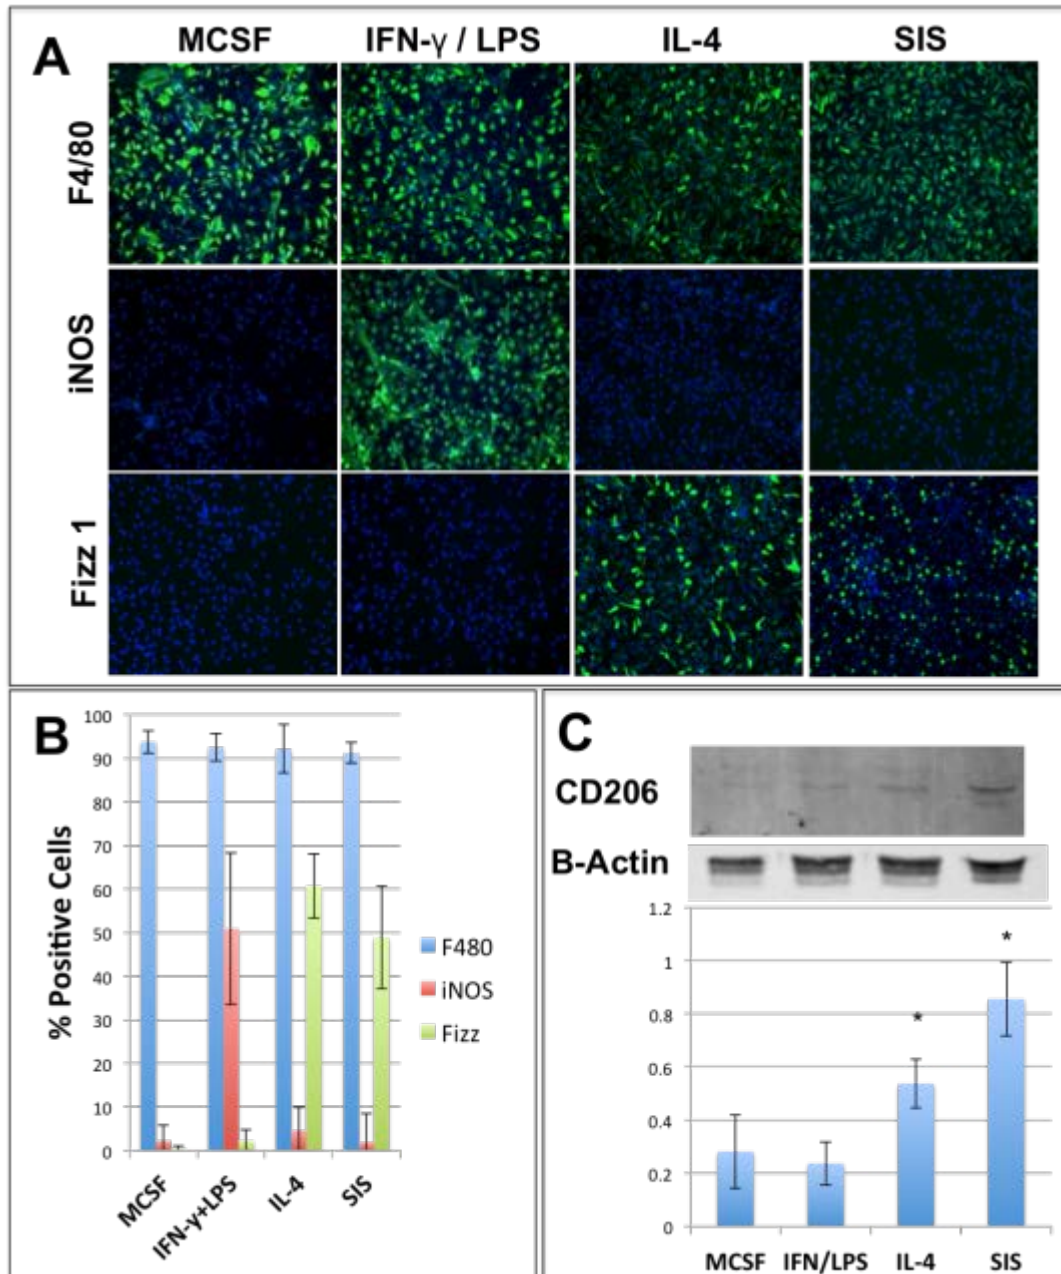 A
MCSF IFN-γ / LPS IL-4 SIS
F4/80
iNOS
Fizz 1
B
% Positive Cells
100
90
80
70
60
50
40
30
20
10
0
MCSF IFN-γ+LPS IL-4 SIS
F480
iNOS
Fizz
C
CD206
B-Actin
1.2
1
0.8
0.6
0.4
0.2
0
* *
MCSF IFN/LPS IL-4 SIS